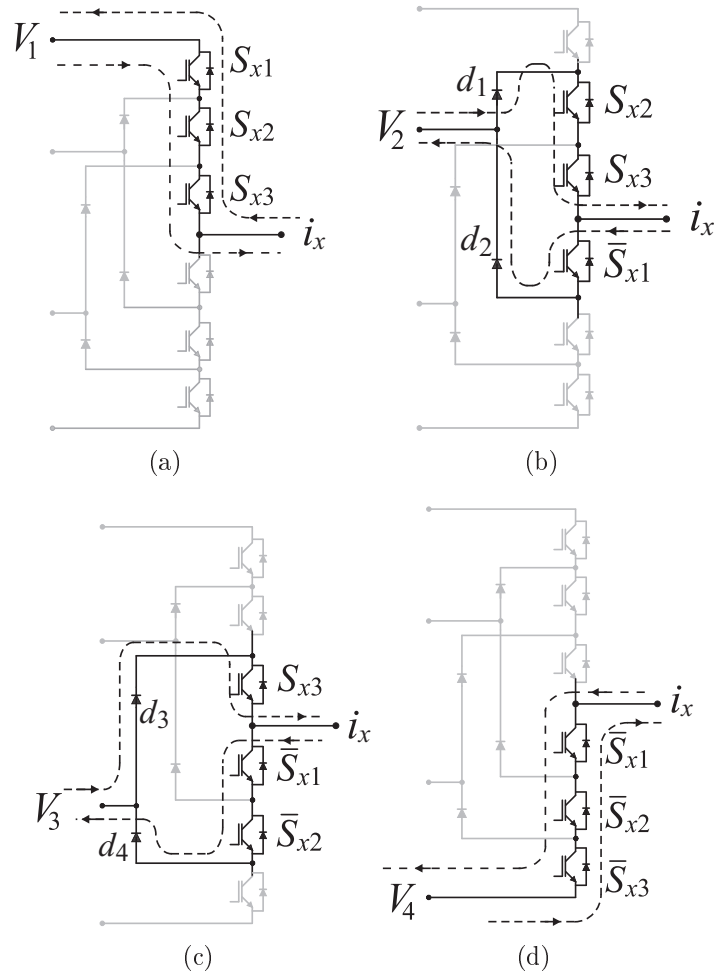 V₁
Sₓ₁
Sₓ₂
Sₓ₃
iₓ
(a)
d₁
V₂
Sₓ₂
Sₓ₃
iₓ
d₂
S̅ₓ₁
(b)
Sₓ₃
d₃
iₓ
S̅ₓ₁
V₃
d₄
S̅ₓ₂
(c)
iₓ
S̅ₓ₁
S̅ₓ₂
S̅ₓ₃
V₄
(d)